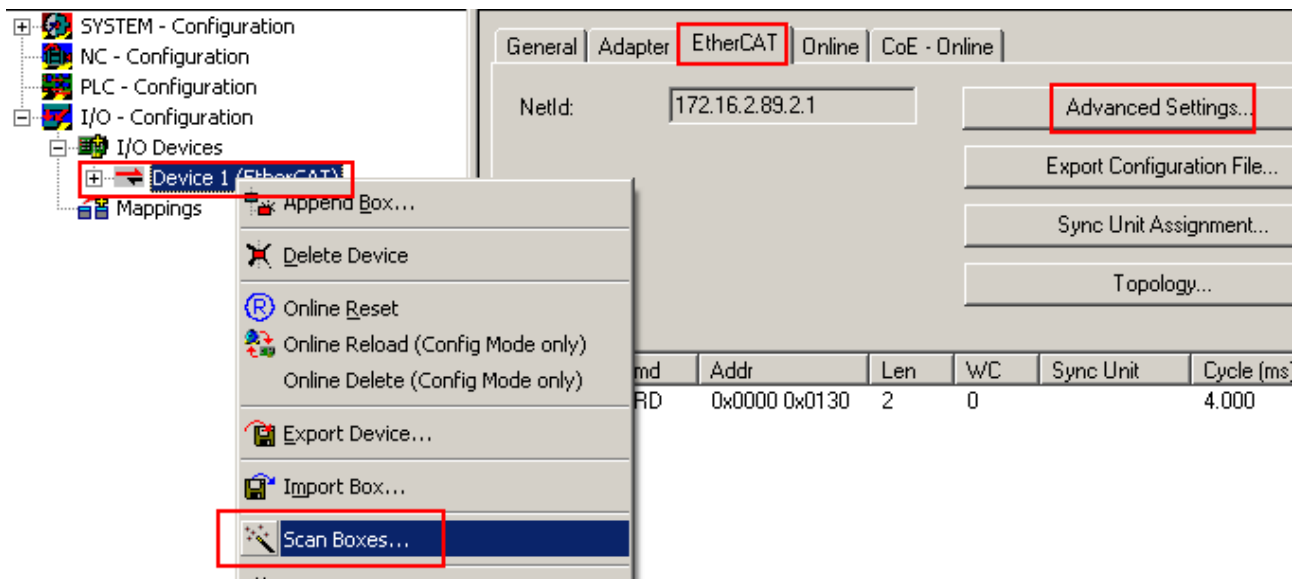 SYSTEM - Configuration
NC - Configuration
PLC - Configuration
I/O - Configuration
I/O Devices
Device 1 (EtherCAT)
Mappings
Append Box...
Delete Device
Online Reset
Online Reload (Config Mode only)
Online Delete (Config Mode only)
Export Device...
Import Box...
Scan Boxes...
General Adapter EtherCAT Online CoE - Online
NetId: 172.16.2.89.2.1
Advanced Settings...
Export Configuration File...
Sync Unit Assignment...
Topology...
md Addr Len WC Sync Unit Cycle (ms)
RD 0x0000 0x0130 2 0 4.000